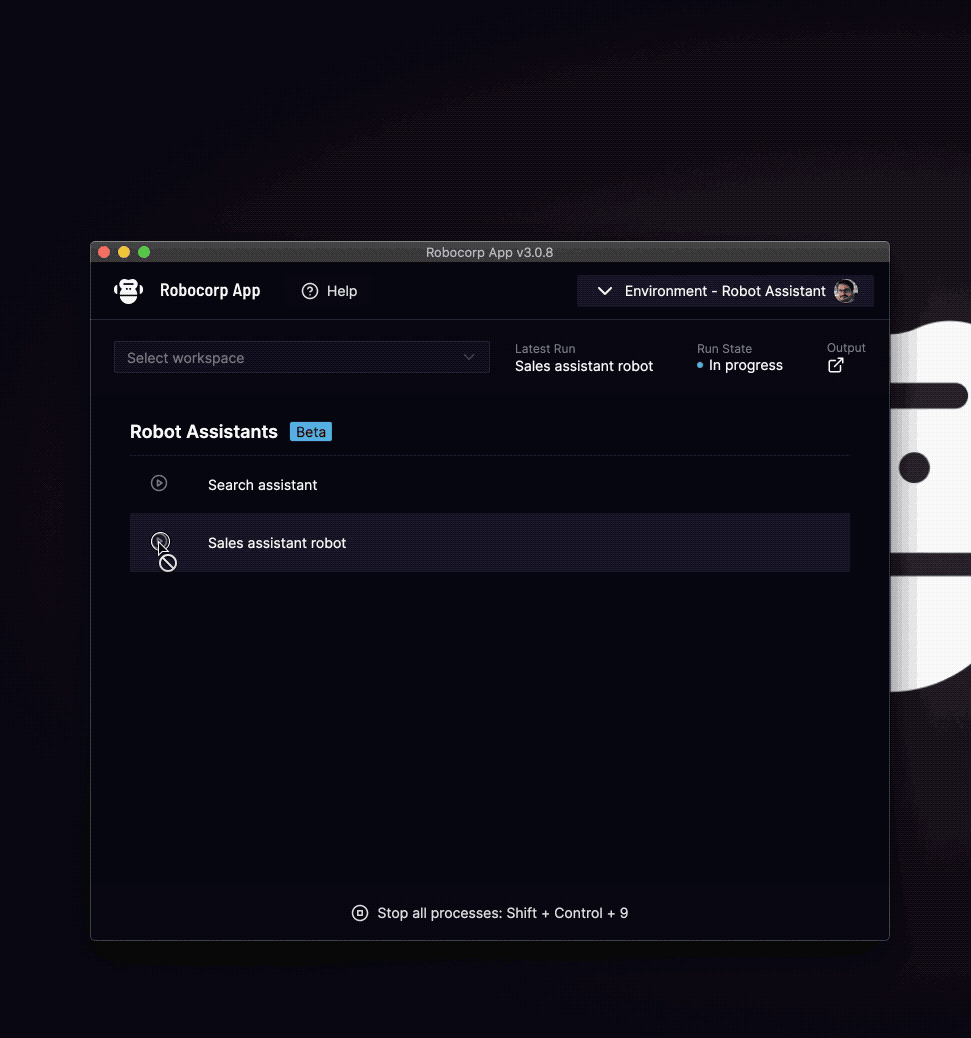 Robocorp App v3.0.8
Robocorp App
Help
Environment - Robot Assistant
Select workspace
Latest Run
Sales assistant robot
Run State
In progress
Output
Robot Assistants
Beta
Search assistant
Sales assistant robot
Stop all processes: Shift + Control + 9